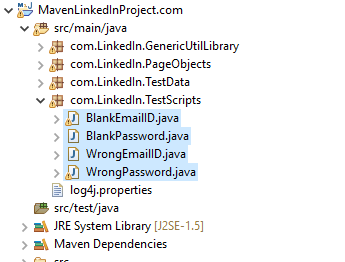 MavenLinkedInProject.com
src/main/java
com.LinkedIn.GenericUtilLibrary
com.LinkedIn.PageObjects
com.LinkedIn.TestData
com.LinkedIn.TestScripts
BlankEmailID.java
BlankPassword.java
WrongEmailID.java
WrongPassword.java
log4j.properties
src/test/java
JRE System Library [J2SE-1.5]
Maven Dependencies
src